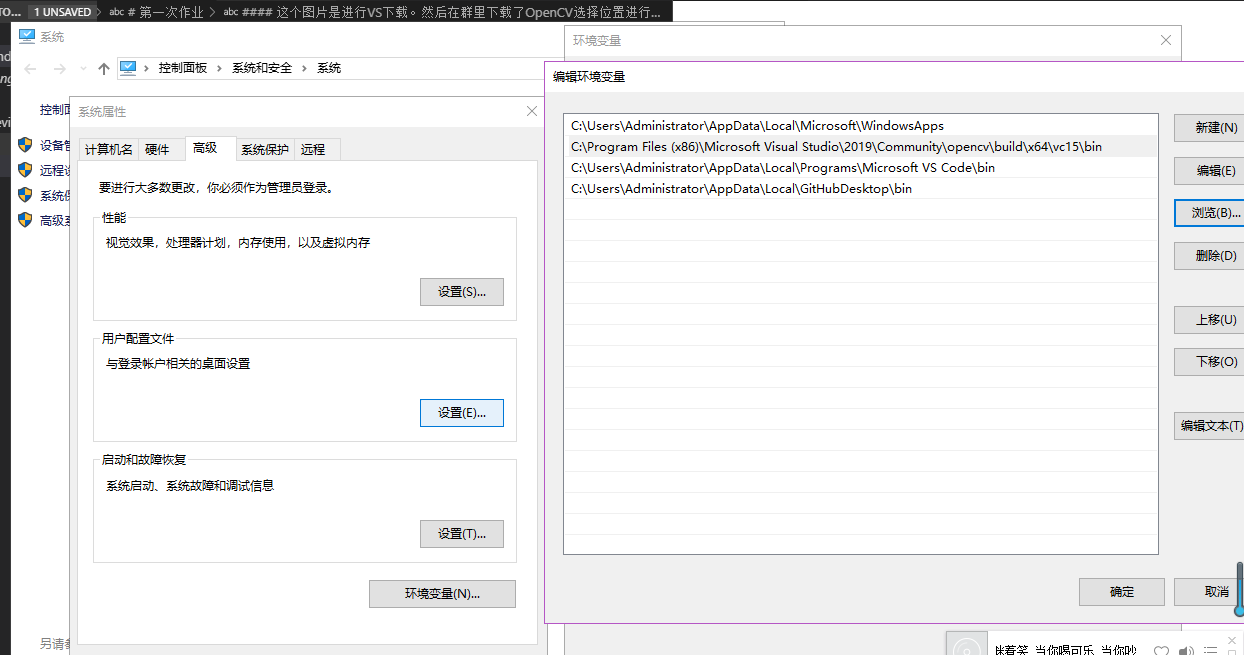 TO... 1 UNSAVED abc # 第一次作业 abc #### 这个图片是进行VS下载。然后在群里下载了OpenCV选择位置进行...
系统
控制面板 系统和安全 系统
控制面
设备管
远程设
系统保
高级系
另请参
系统属性
计算机名 硬件 高级 系统保护 远程
要进行大多数更改，你必须作为管理员登录。
性能
视觉效果，处理器计划，内存使用，以及虚拟内存
设置(S)...
用户配置文件
与登录帐户相关的桌面设置
设置(E)...
启动和故障恢复
系统启动、系统故障和调试信息
设置(T)...
环境变量(N)...
环境变量
编辑环境变量
C:\Users\Administrator\AppData\Local\Microsoft\WindowsApps
C:\Program Files (x86)\Microsoft Visual Studio\2019\Community\opencv\build\x64\vc15\bin
C:\Users\Administrator\AppData\Local\Programs\Microsoft VS Code\bin
C:\Users\Administrator\AppData\Local\GitHubDesktop\bin
新建(N)
编辑(E)
浏览(B)...
删除(D)
上移(U)
下移(O)
编辑文本(T)
确定
取消
眯着笑 当你喝可乐 当你吵